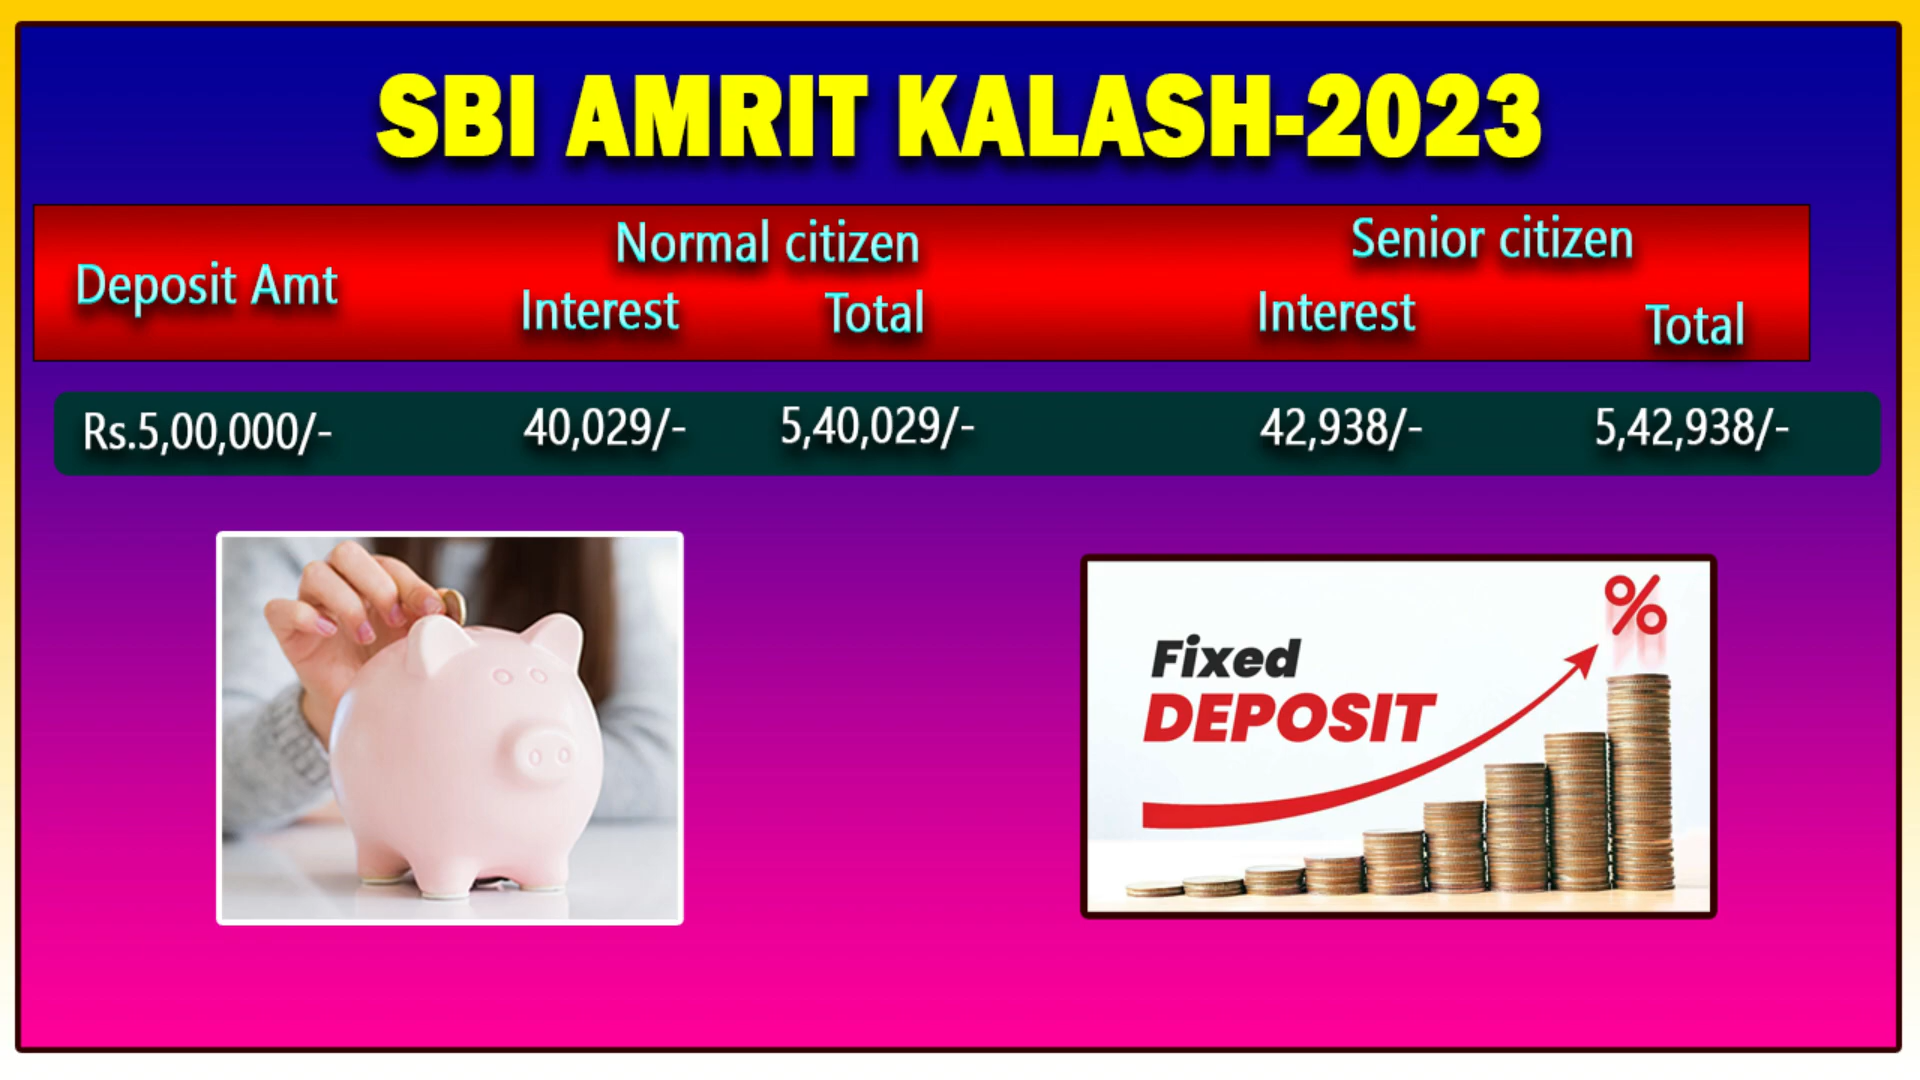 SBI AMRIT KALASH-2023
Normal citizen
Senior citizen
Deposit Amt Interest Total Interest Total
Rs.5,00,000/- 40,029/- 5,40,029/- 42,938/- 5,42,938/-
%
Fixed
DEPOSIT